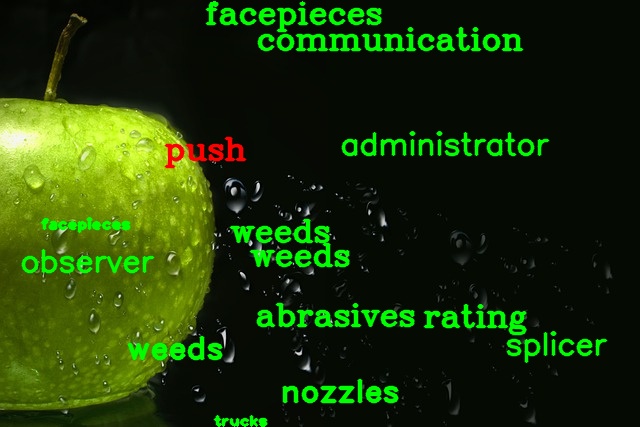 facepieces
communication
push administrator
facepieces
weeds
observer weeds
abrasives rating
weeds splicer
nozzles
trucks